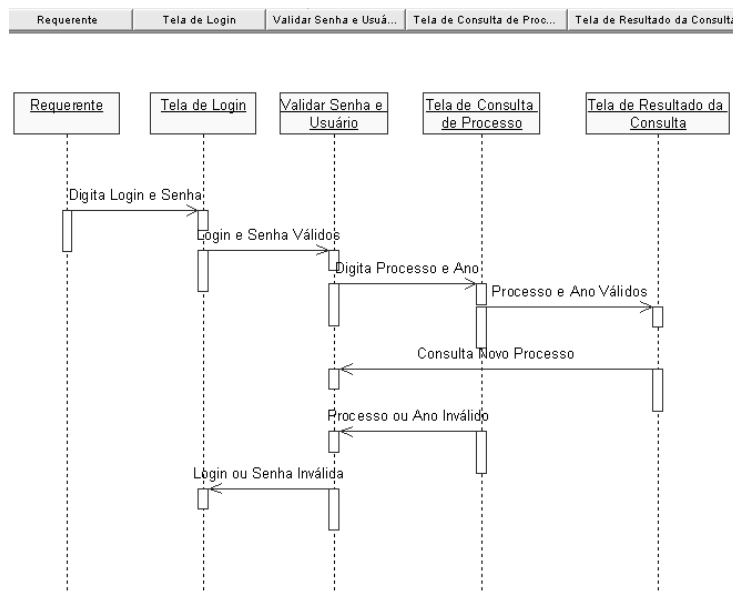 Requerente
Tela de Login
Validar Senha e Usuá...
Tela de Consulta de Proc...
Tela de Resultado da Consulta
Requerente
Tela de Login
Validar Senha e
Usuário
Tela de Consulta
de Processo
Tela de Resultado da
Consulta
Digita Login e Senha
Login e Senha Válidos
Digita Processo e Ano
Processo e Ano Válidos
Consulta Novo Processo
Processo ou Ano Inválido
Login ou Senha Inválida